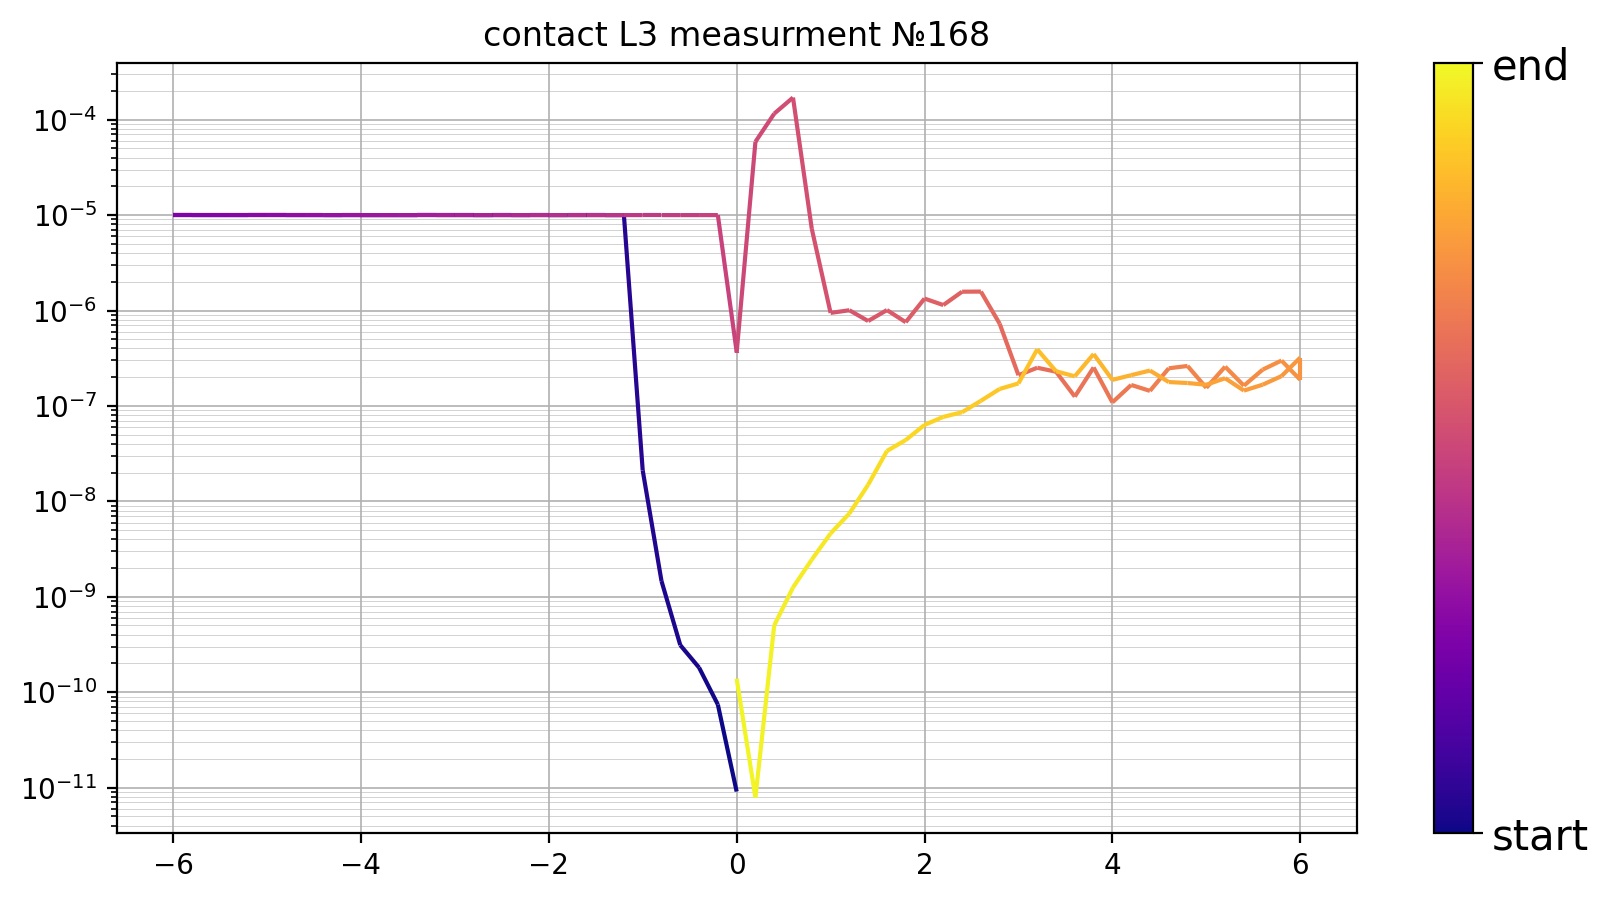 contact L3 measurment №168
10⁻⁴
10⁻⁵
10⁻⁶
10⁻⁷
10⁻⁸
10⁻⁹
10⁻¹⁰
10⁻¹¹
−6 −4 −2 0 2 4 6
end
start